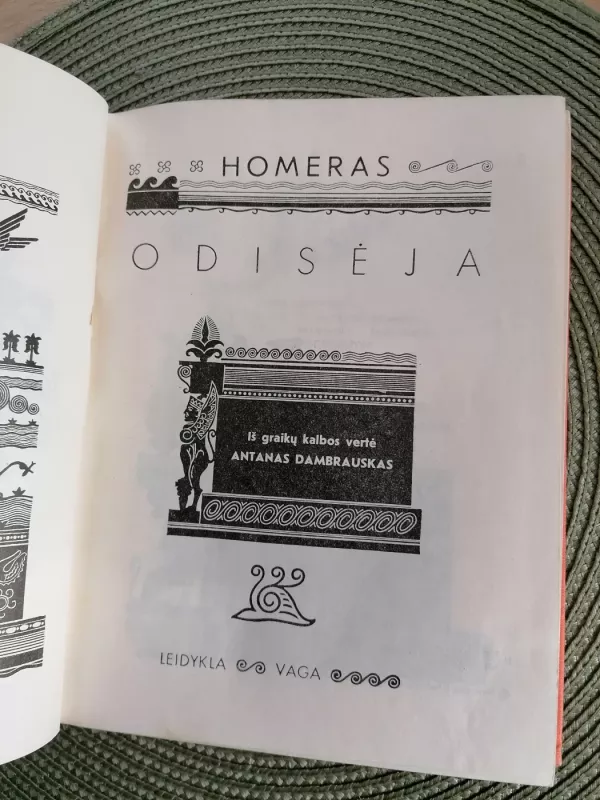 HOMERAS
ODISĖJA
Iš graikų kalbos vertė
ANTANAS DAMBRAUSKAS
LEIDYKLA VAGA